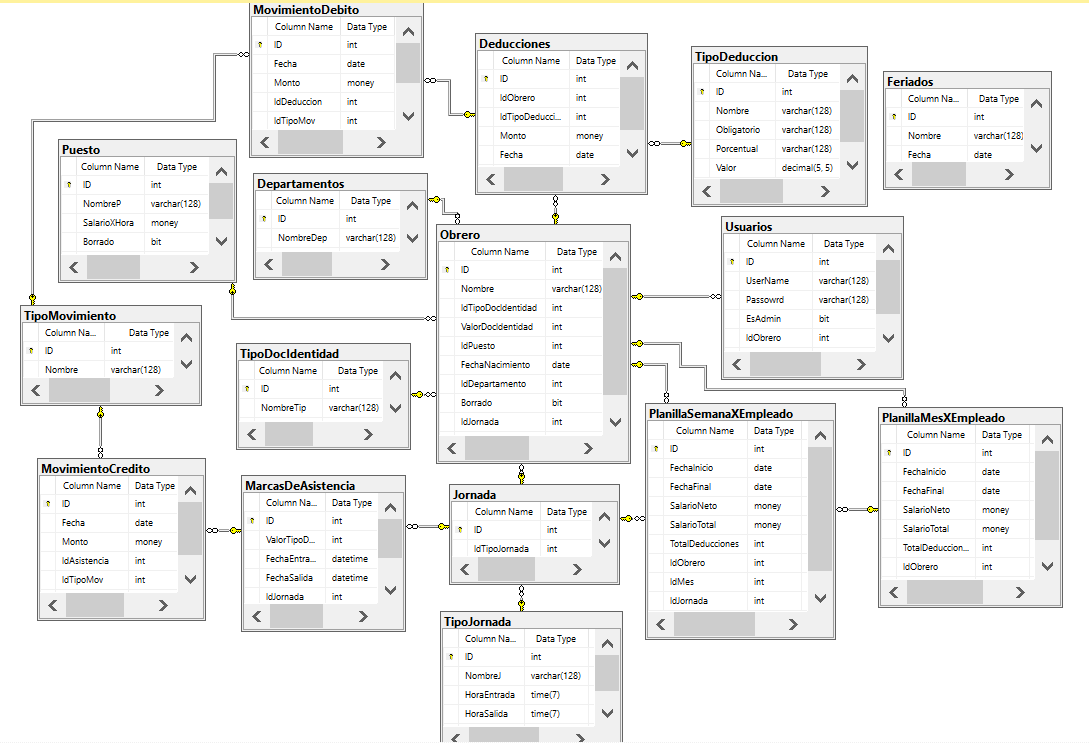 MovimientoDebito
Column Name Data Type
ID int
Fecha date
Monto money
IdDeduccion int
IdTipoMov int
Deducciones
Column Name Data Type
ID int
IdObrero int
IdTipoDeducci... int
Monto money
Fecha date
TipoDeduccion
Column Na... Data Type
ID int
Nombre varchar(128)
Obligatorio varchar(128)
Porcentual varchar(128)
Valor decimal(5, 5)
Feriados
Column Na... Data Type
ID int
Nombre varchar(128)
Fecha date
Puesto
Column Name Data Type
ID int
NombreP varchar(128)
SalarioXHora money
Borrado bit
Departamentos
Column Name Data Type
ID int
NombreDep varchar(128)
Obrero
Column Name Data Type
ID int
Nombre varchar(128)
IdTipoDocIdentidad int
ValorDocIdentidad int
IdPuesto int
FechaNacimiento date
IdDepartamento int
Borrado bit
IdJornada int
Usuarios
Column Name Data Type
ID int
UserName varchar(128)
Passowrd varchar(128)
EsAdmin bit
IdObrero int
TipoMovimiento
Column Na... Data Type
ID int
Nombre varchar(128)
TipoDocIdentidad
Column Name Data Type
ID int
NombreTip varchar(128)
PlanillaSemanaXEmpleado
Column Name Data Type
ID int
FechaInicio date
FechaFinal date
SalarioNeto money
SalarioTotal money
TotalDeducciones int
IdObrero int
IdMes int
IdJornada int
PlanillaMesXEmpleado
Column Name Data Type
ID int
FechaInicio date
FechaFinal date
SalarioNeto money
SalarioTotal money
TotalDeduccion... int
IdObrero int
MovimientoCredito
Column Name Data Type
ID int
Fecha date
Monto money
IdAsistencia int
IdTipoMov int
MarcasDeAsistencia
Column Na... Data Type
ID int
ValorTipoD... int
FechaEntra... datetime
FechaSalida datetime
IdJornada int
Jornada
Column Name Data Type
ID int
IdTipoJornada int
TipoJornada
Column Na... Data Type
ID int
NombreJ varchar(128)
HoraEntrada time(7)
HoraSalida time(7)